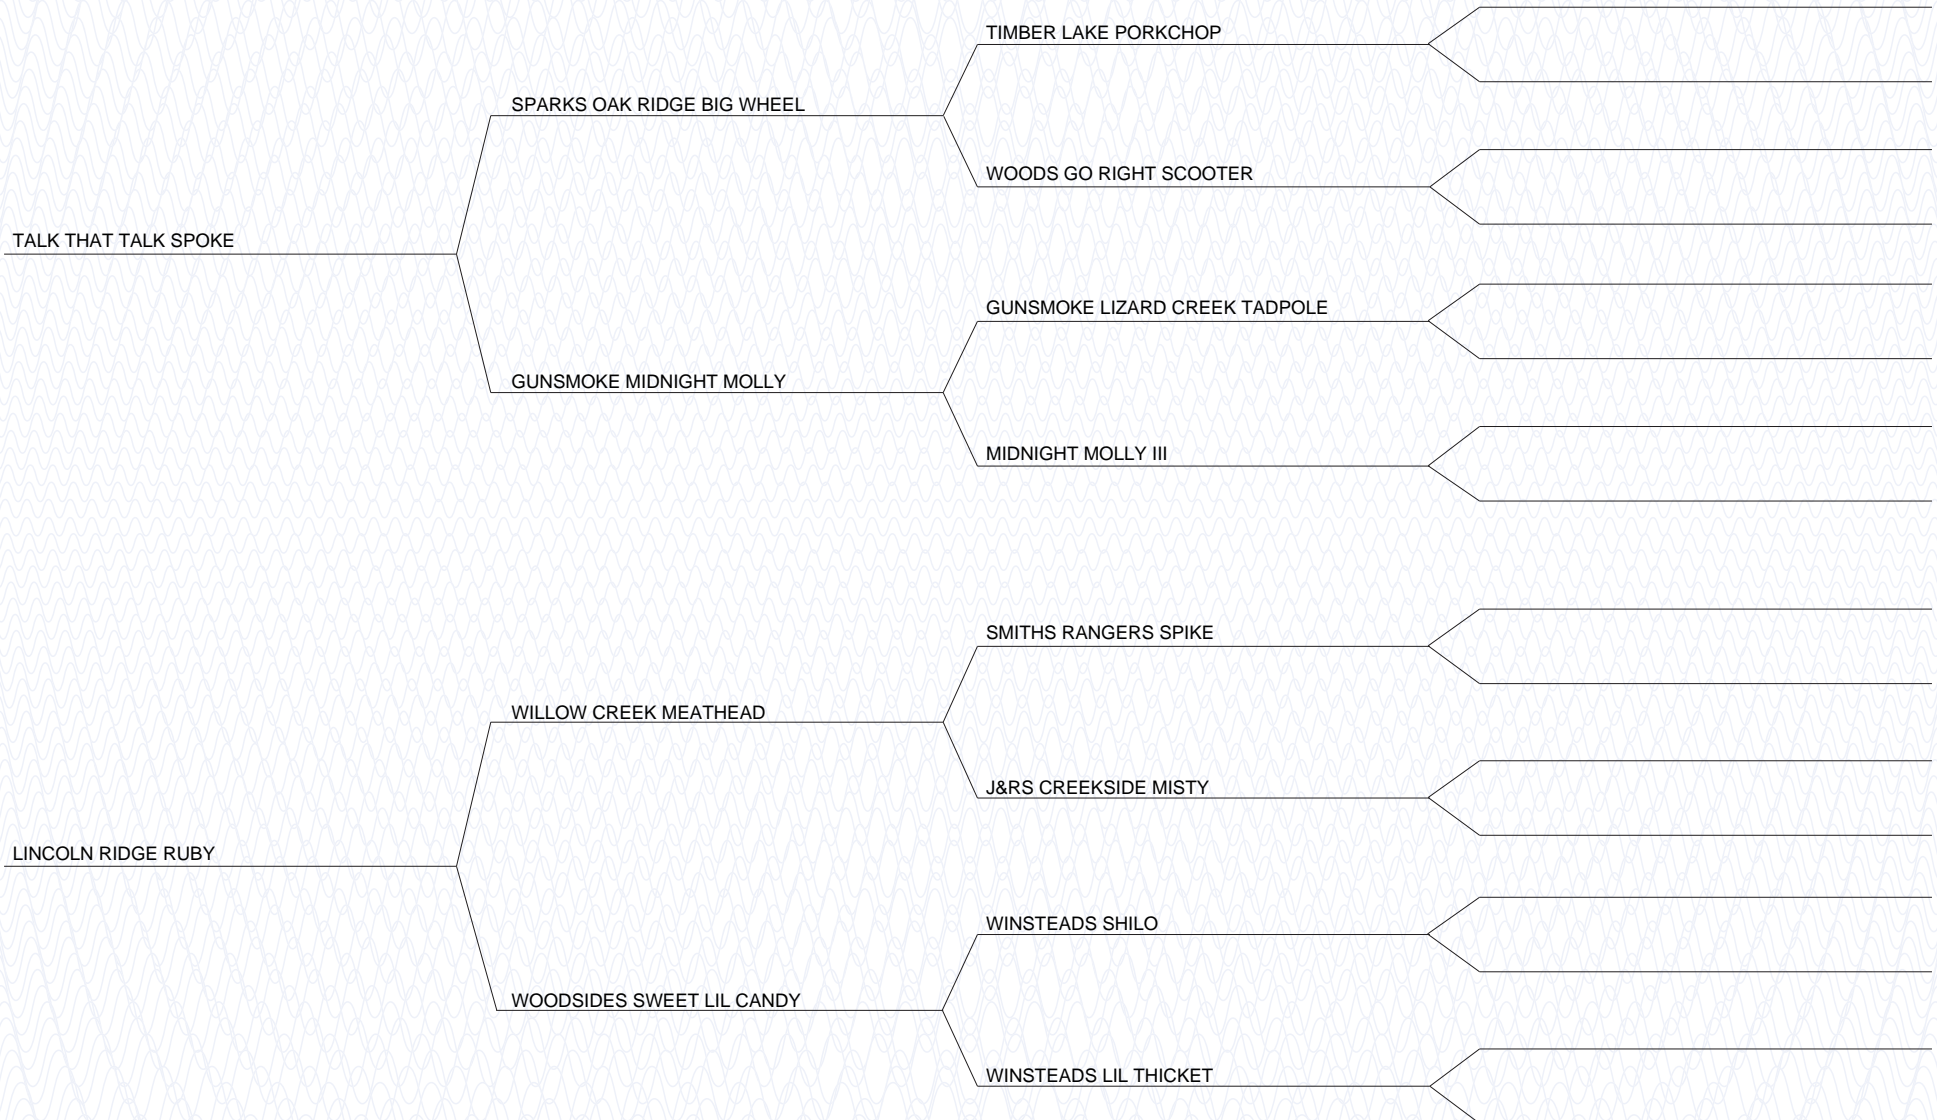 TIMBER LAKE PORKCHOP
SPARKS OAK RIDGE BIG WHEEL
WOODS GO RIGHT SCOOTER
TALK THAT TALK SPOKE
GUNSMOKE LIZARD CREEK TADPOLE
GUNSMOKE MIDNIGHT MOLLY
MIDNIGHT MOLLY III
SMITHS RANGERS SPIKE
WILLOW CREEK MEATHEAD
J&RS CREEKSIDE MISTY
LINCOLN RIDGE RUBY
WINSTEADS SHILO
WOODSIDES SWEET LIL CANDY
WINSTEADS LIL THICKET